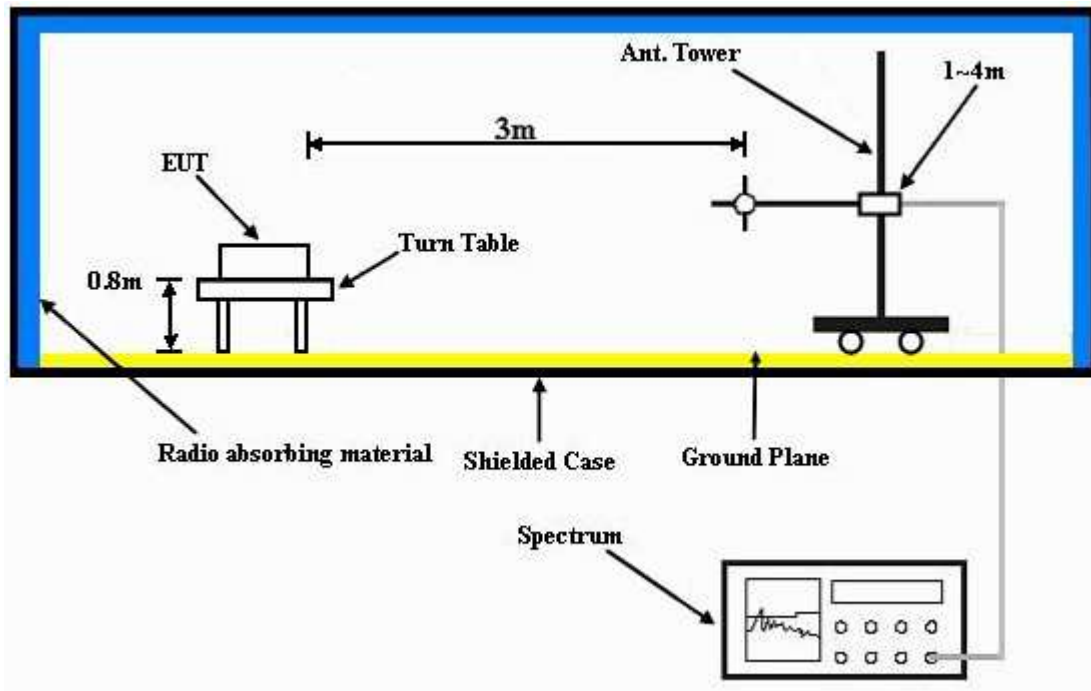 Ant. Tower
1~4m
3m
EUT
Turn Table
0.8m
Radio absorbing material
Shielded Case
Ground Plane
Spectrum